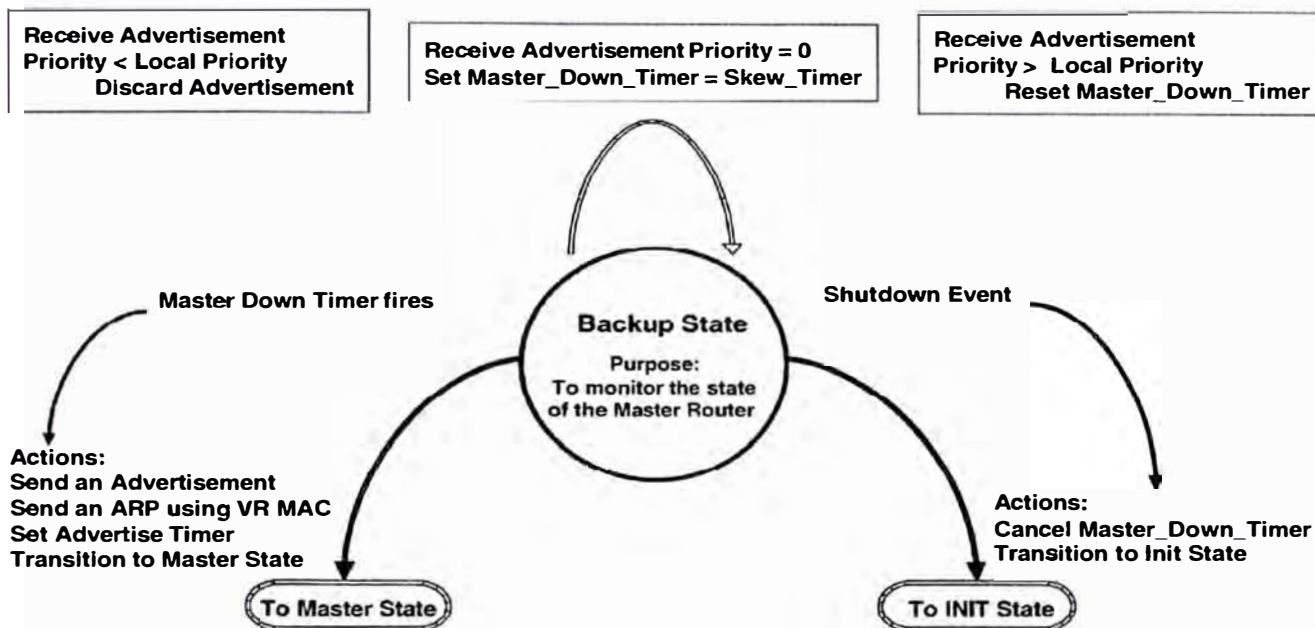 Receive Advertisement
Priority < Local Priority
Discard Advertisement
Receive Advertisement Priority = 0
Set Master_Down_Timer = Skew_Timer
Receive Advertisement
Priority > Local Priority
Reset Master_Down_Timer
Master Down Timer fires
Shutdown Event
Backup State
Purpose:
To monitor the state
of the Master Router
Actions:
Send an Advertisement
Send an ARP using VR MAC
Set Advertise Timer
Transition to Master State
Actions:
Cancel Master_Down_Timer
Transition to Init State
To Master State
To INIT State